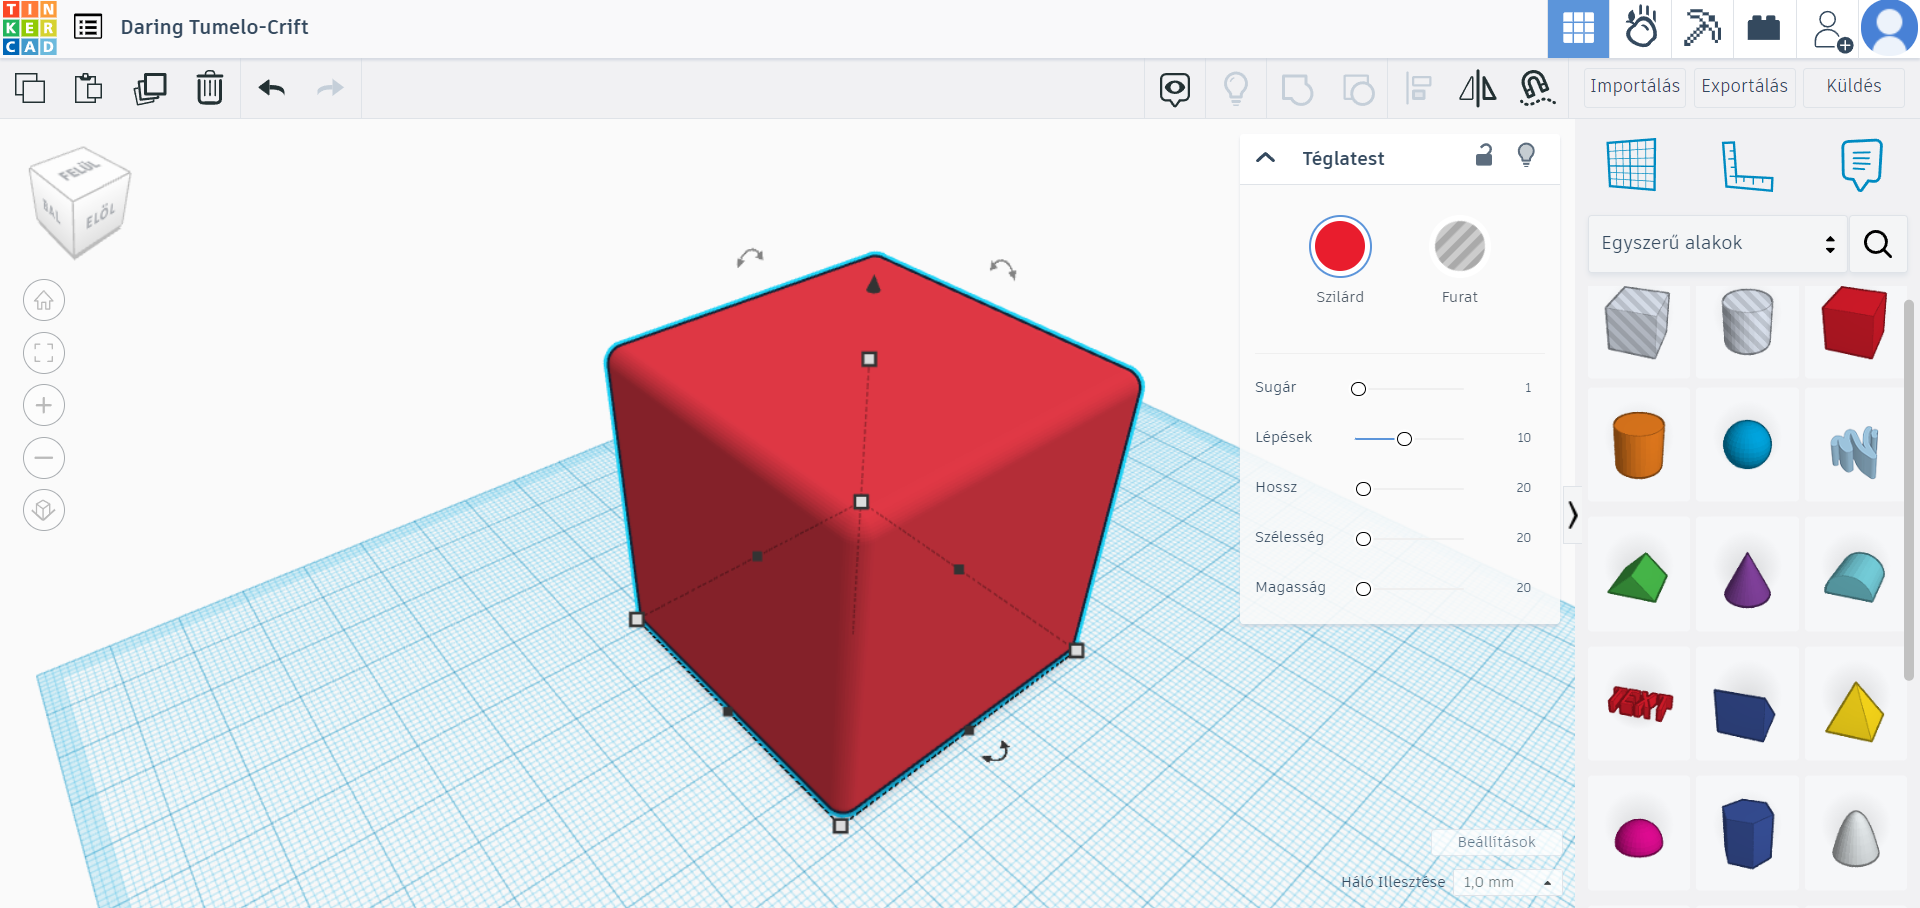 TIN
KER
CAD
Daring Tumelo-Crift
Importálás
Exportálás
Küldés
FELÜL
BAL
ELÖL
Téglatest
Szilárd
Furat
Sugár 1
Lépések 10
Hossz 20
Szélesség 20
Magasság 20
Egyszerű alakok
TEXT
Beállítások
Háló Illesztése 1,0 mm